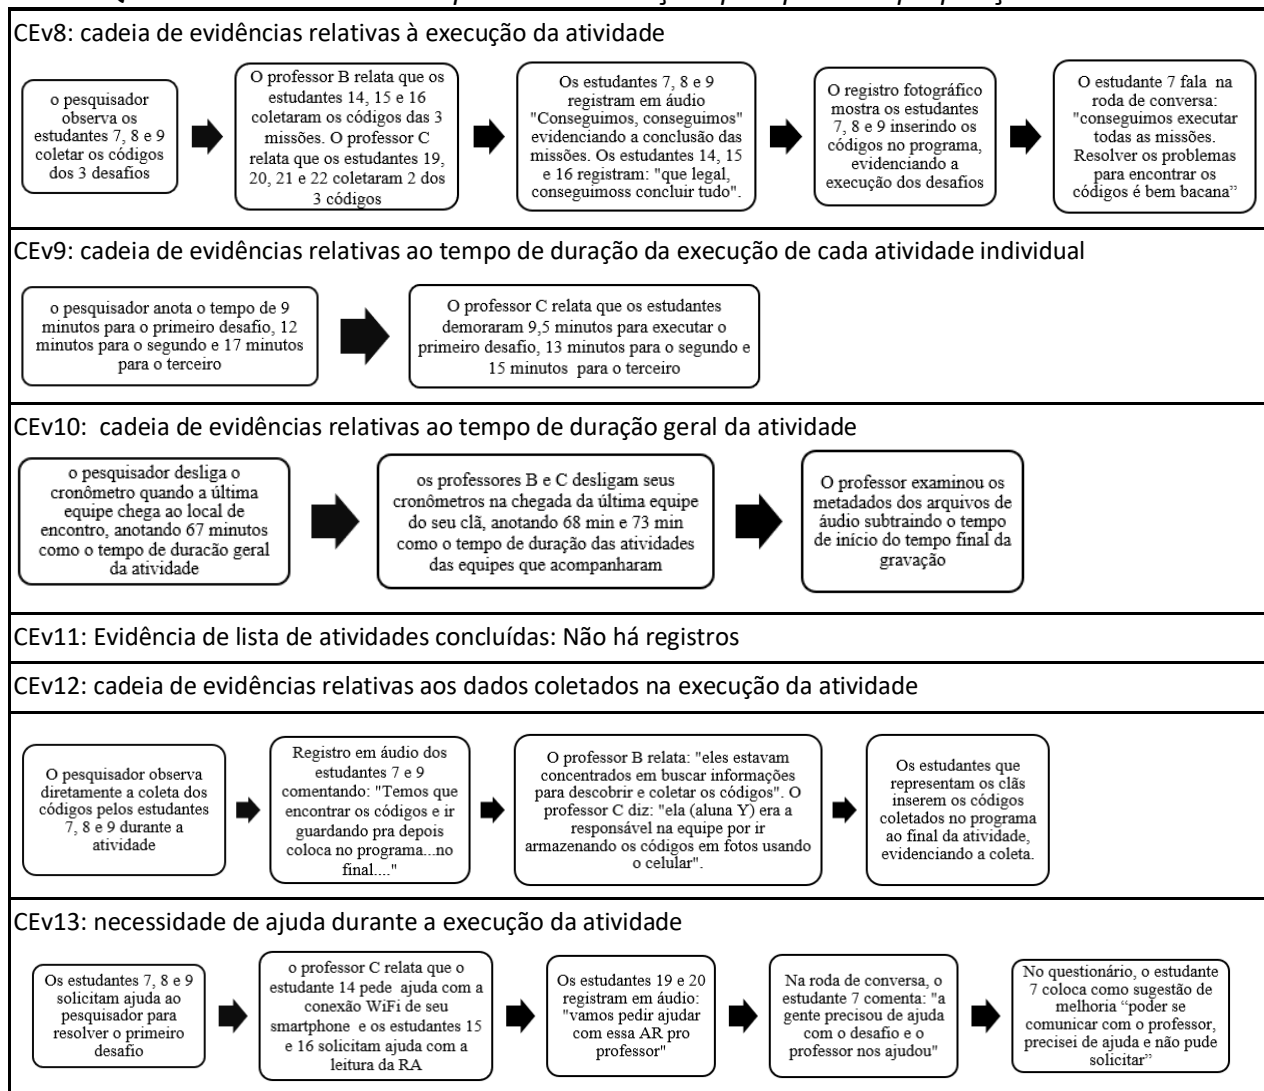 CEv8: cadeia de evidências relativas à execução da atividade
o pesquisador
observa os
estudantes 7, 8 e 9
coletar os códigos
dos 3 desafios
O professor B relata que os
estudantes 14, 15 e 16
coletaram os códigos das 3
missões. O professor C
relata que os estudantes 19,
20, 21 e 22 coletaram 2 dos
3 códigos
Os estudantes 7, 8 e 9
registram em áudio
"Conseguimos, conseguimos"
evidenciando a conclusão das
missões. Os estudantes 14, 15
e 16 registram: "que legal,
conseguimoss concluir tudo".
O registro fotográfico
mostra os estudantes
7, 8 e 9 inserindo os
códigos no programa,
evidenciando a
execução dos desafios
O estudante 7 fala na
roda de conversa:
"conseguimos executar
todas as missões.
Resolver os problemas
para encontrar os
códigos é bem bacana”
CEv9: cadeia de evidências relativas ao tempo de duração da execução de cada atividade individual
o pesquisador anota o tempo de 9
minutos para o primeiro desafio, 12
minutos para o segundo e 17 minutos
para o terceiro
O professor C relata que os estudantes
demoraram 9,5 minutos para executar o
primeiro desafio, 13 minutos para o segundo e
15 minutos para o terceiro
CEv10: cadeia de evidências relativas ao tempo de duração geral da atividade
o pesquisador desliga o
cronômetro quando a última
equipe chega ao local de
encontro, anotando 67 minutos
como o tempo de duracão geral
da atividade
os professores B e C desligam seus
cronômetros na chegada da última equipe
do seu clã, anotando 68 min e 73 min
como o tempo de duração das atividades
das equipes que acompanharam
O professor examinou os
metadados dos arquivos de
áudio subtraindo o tempo
de início do tempo final da
gravação
CEv11: Evidência de lista de atividades concluídas: Não há registros
CEv12: cadeia de evidências relativas aos dados coletados na execução da atividade
O pesquisador observa
diretamente a coleta dos
códigos pelos estudantes
7, 8 e 9 durante a
atividade
Registro em áudio dos
estudantes 7 e 9
comentando: "Temos que
encontrar os códigos e ir
guardando pra depois
coloca no programa...no
final...."
O professor B relata: "eles estavam
concentrados em buscar informações
para descobrir e coletar os códigos". O
professor C diz: "ela (aluna Y) era a
responsável na equipe por ir
armazenando os códigos em fotos usando
o celular".
Os estudantes que
representam os clãs
inserem os códigos
coletados no programa
ao final da atividade,
evidenciando a coleta.
CEv13: necessidade de ajuda durante a execução da atividade
Os estudantes 7, 8 e 9
solicitam ajuda ao
pesquisador para
resolver o primeiro
desafio
o professor C relata que o
estudante 14 pede ajuda com a
conexão WiFi de seu
smartphone e os estudantes 15
e 16 solicitam ajuda com a
leitura da RA
Os estudantes 19 e 20
registram em áudio:
"vamos pedir ajudar
com essa AR pro
professor"
Na roda de conversa, o
estudante 7 comenta: "a
gente precisou de ajuda
com o desafio e o
professor nos ajudou"
No questionário, o estudante
7 coloca como sugestão de
melhoria “poder se
comunicar com o professor,
precisei de ajuda e não pude
solicitar”